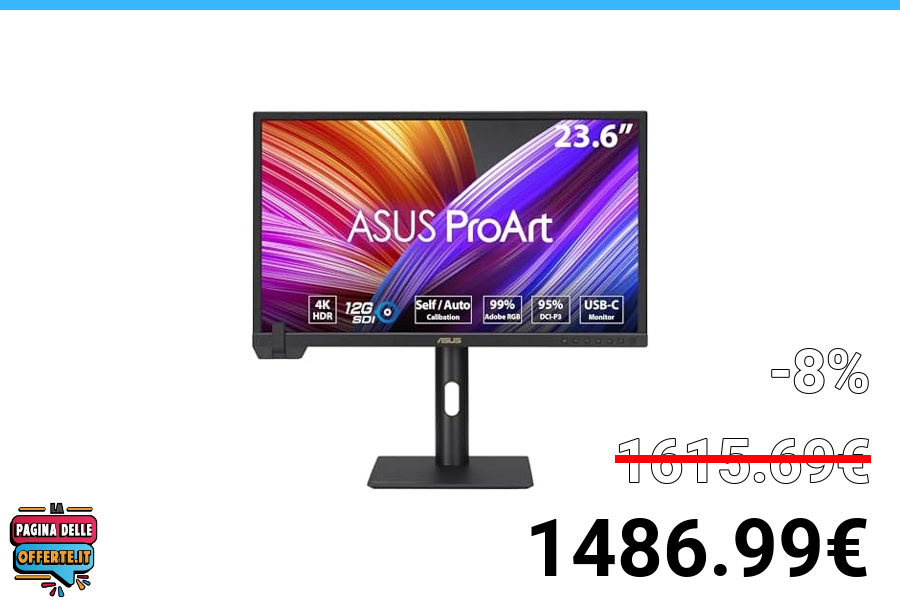 23.6”
ASUS ProArt
4K
HDR
12G
SDI
Self / Auto
Calibation
99%
Adobe RGB
95%
DCI-P3
USB-C
Monitor
ASUS
-8%
1615.69€
1486.99€
LA
PAGINA DELLE
OFFERTE.IT